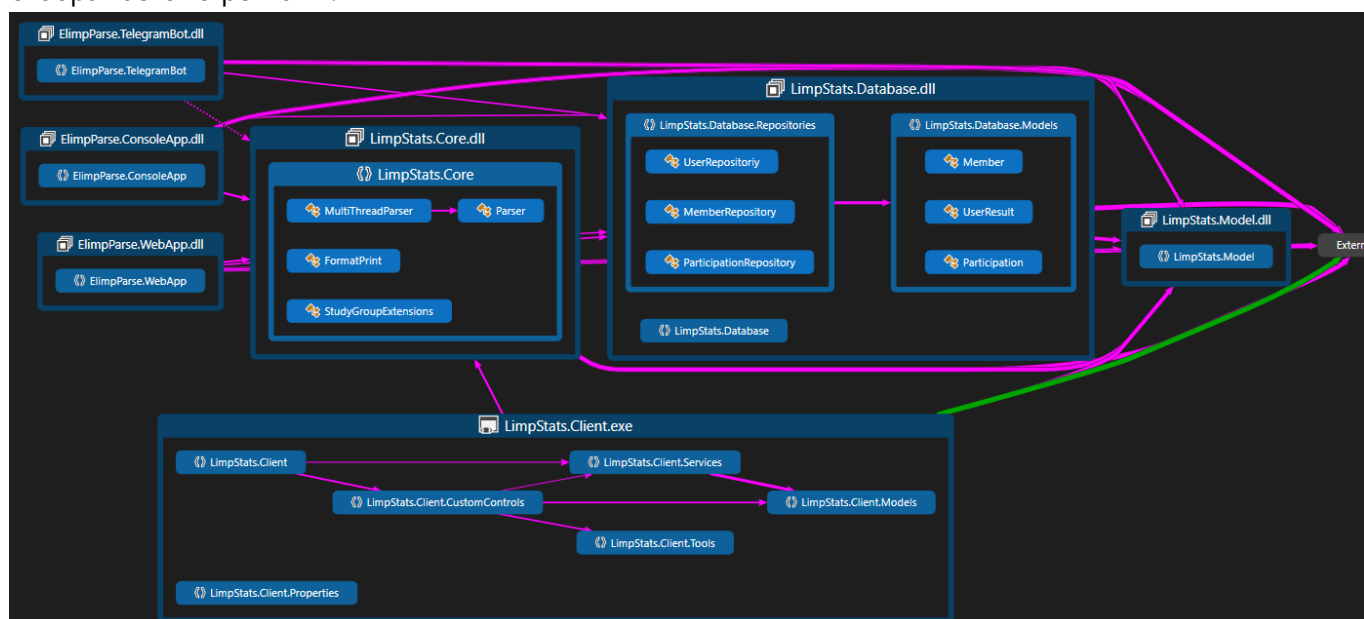 ElimpParse.TelegramBot.dll
ElimpParse.TelegramBot
ElimpParse.ConsoleApp.dll
ElimpParse.ConsoleApp
ElimpParse.WebApp.dll
ElimpParse.WebApp
LimpStats.Core.dll
LimpStats.Core
MultiThreadParser
Parser
FormatPrint
StudyGroupExtensions
LimpStats.Database.dll
LimpStats.Database.Repositories
UserRepositoriy
MemberRepository
ParticipationRepository
LimpStats.Database.Models
Member
UserResult
Participation
LimpStats.Database
LimpStats.Model.dll
LimpStats.Model
Extern
LimpStats.Client.exe
LimpStats.Client
LimpStats.Client.Services
LimpStats.Client.CustomControls
LimpStats.Client.Models
LimpStats.Client.Tools
LimpStats.Client.Properties